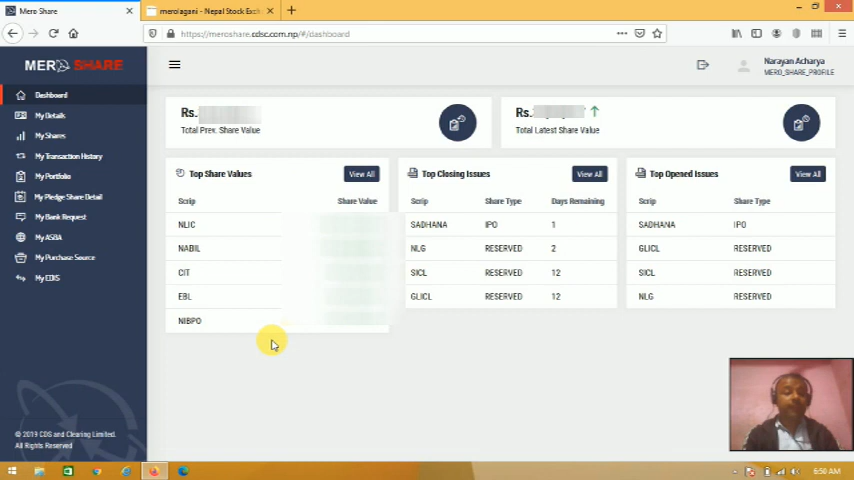 Mero Share
merolagani - Nepal Stock Exch
https://meroshare.cdsc.com.np/#/dashboard
MERO SHARE
Narayan Acharya
MERO_SHARE_PROFILE
Dashboard
My Details
My Shares
My Transaction History
My Portfolio
My Pledge Share Detail
My Bank Request
My ASBA
My Purchase Source
My EDIS
© 2019 CDS and Clearing Limited.
All Rights Reserved
Rs.
Total Prev. Share Value
Rs.
Total Latest Share Value
Top Share Values View All
Scrip Share Value
NLIC
NABIL
CIT
EBL
NIBPO
Top Closing Issues View All
Scrip Share Type Days Remaining
SADHANA IPO 1
NLG RESERVED 2
SICL RESERVED 12
GLICL RESERVED 12
Top Opened Issues View All
Scrip Share Type
SADHANA IPO
GLICL RESERVED
SICL RESERVED
NLG RESERVED
6:50 AM